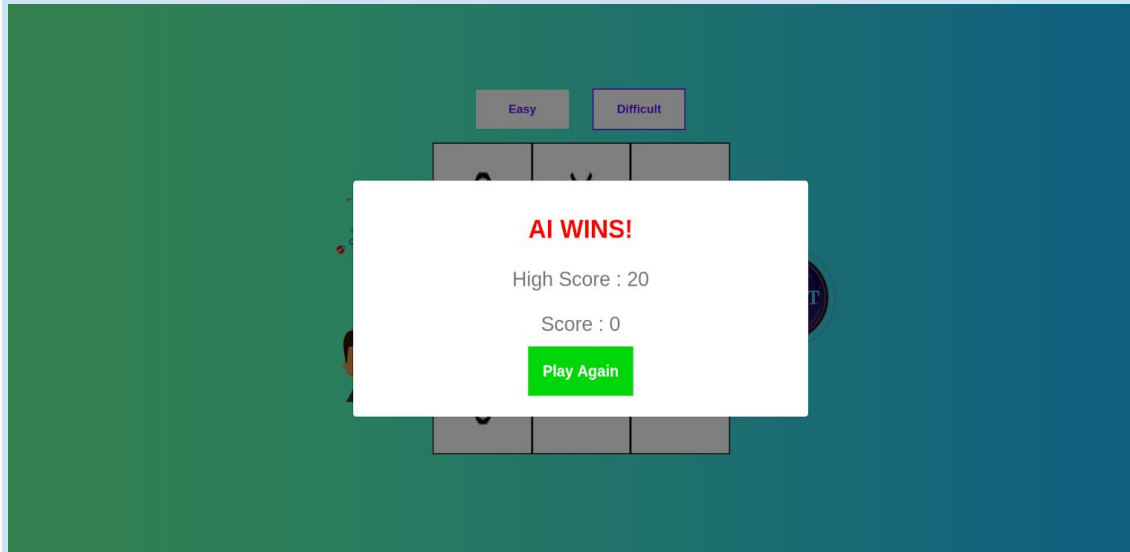 Easy
Difficult
AI WINS!
High Score : 20
Score : 0
Play Again